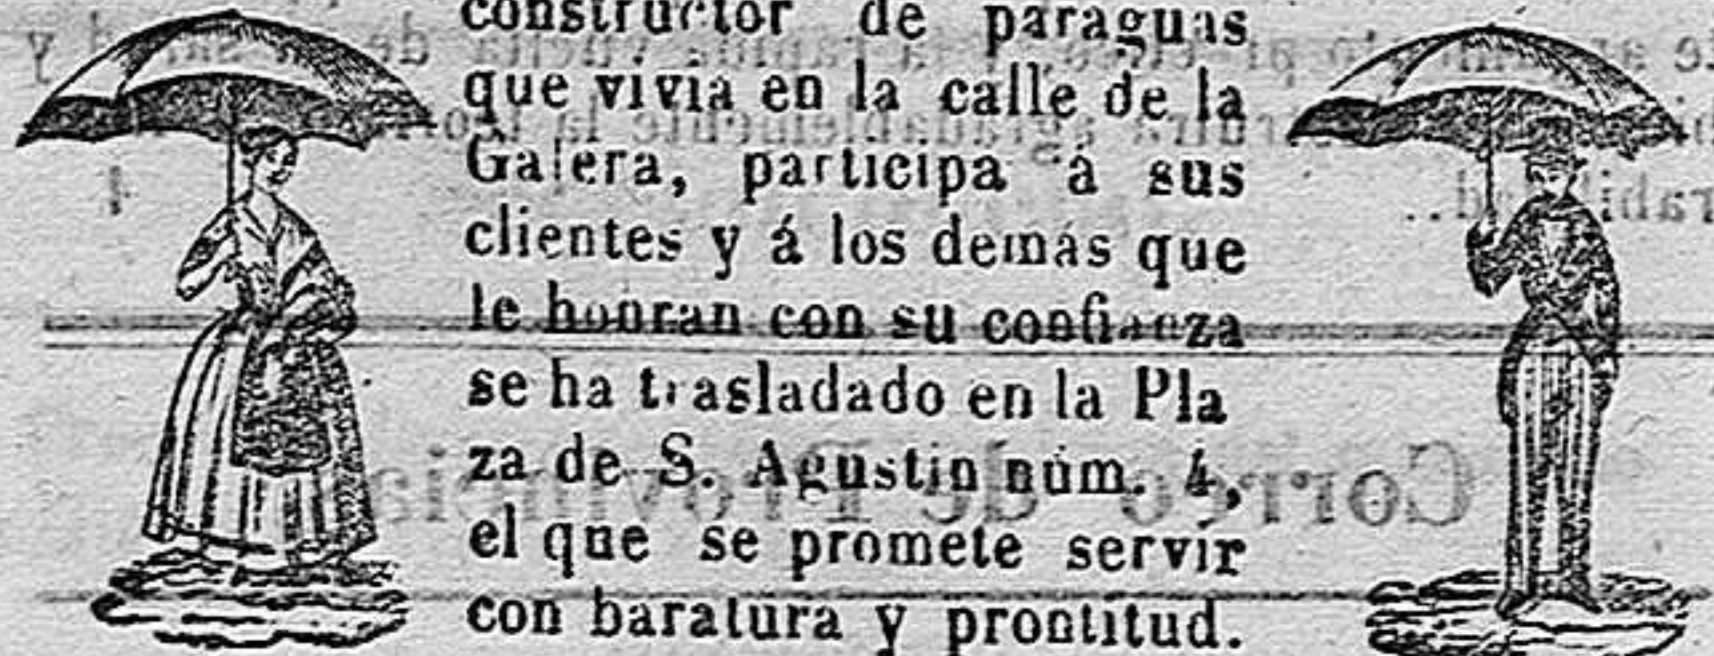 constructor de paraguas
que vivia en la calle de la
Galera, participa á sus
clientes y á los demás que
le honran con su confianza
se ha trasladado en la Pla
za de S. Agustin núm. 4,
el que se promete servir
con baratura y prontitud.